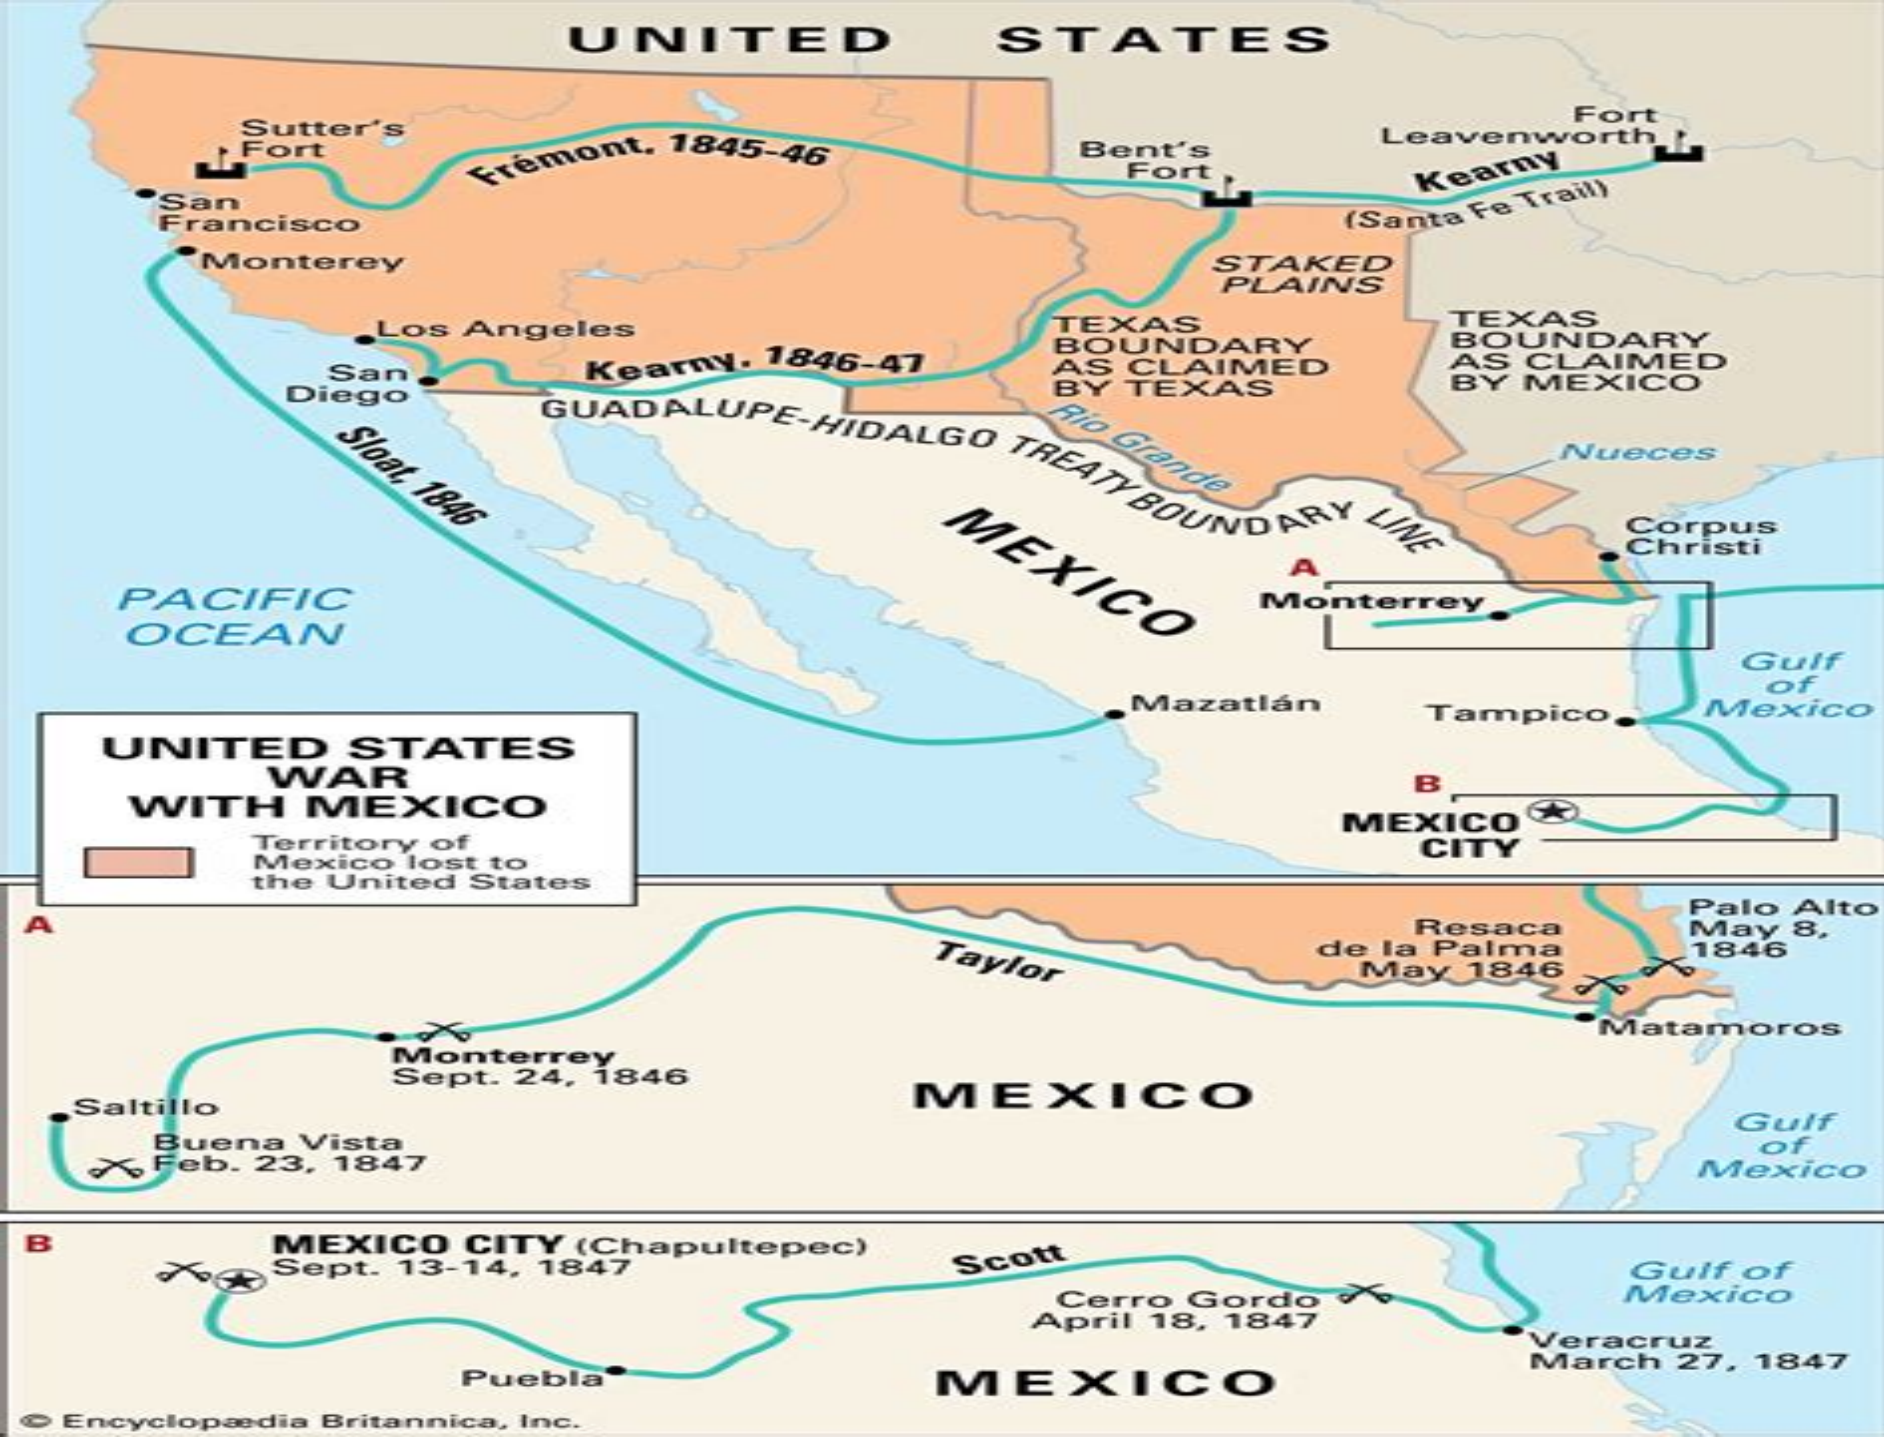 UNITED STATES
Sutter's
Fort
Frémont, 1845-46
Bent's
Fort
Fort
Leavenworth
Kearny
(Santa Fe Trail)
San
Francisco
Monterey
STAKED
PLAINS
Los Angeles
Kearny, 1846-47
TEXAS
BOUNDARY
AS CLAIMED
BY TEXAS
TEXAS
BOUNDARY
AS CLAIMED
BY MEXICO
San
Diego
GUADALUPE-HIDALGO TREATY BOUNDARY LINE
Rio Grande
Nueces
Sloat, 1846
MEXICO
Corpus
Christi
A
Monterrey
PACIFIC
OCEAN
Gulf
of
Mexico
Mazatlán
Tampico
B
MEXICO
CITY
UNITED STATES
WAR
WITH MEXICO
Territory of
Mexico lost to
the United States
A
Taylor
Resaca
de la Palma
May 1846
Palo Alto
May 8,
1846
Matamoros
Monterrey
Sept. 24, 1846
MEXICO
Saltillo
Buena Vista
Feb. 23, 1847
Gulf
of
Mexico
B
MEXICO CITY (Chapultepec)
Sept. 13-14, 1847
Scott
Cerro Gordo
April 18, 1847
Gulf of
Mexico
Veracruz
March 27, 1847
Puebla
MEXICO
© Encyclopædia Britannica, Inc.